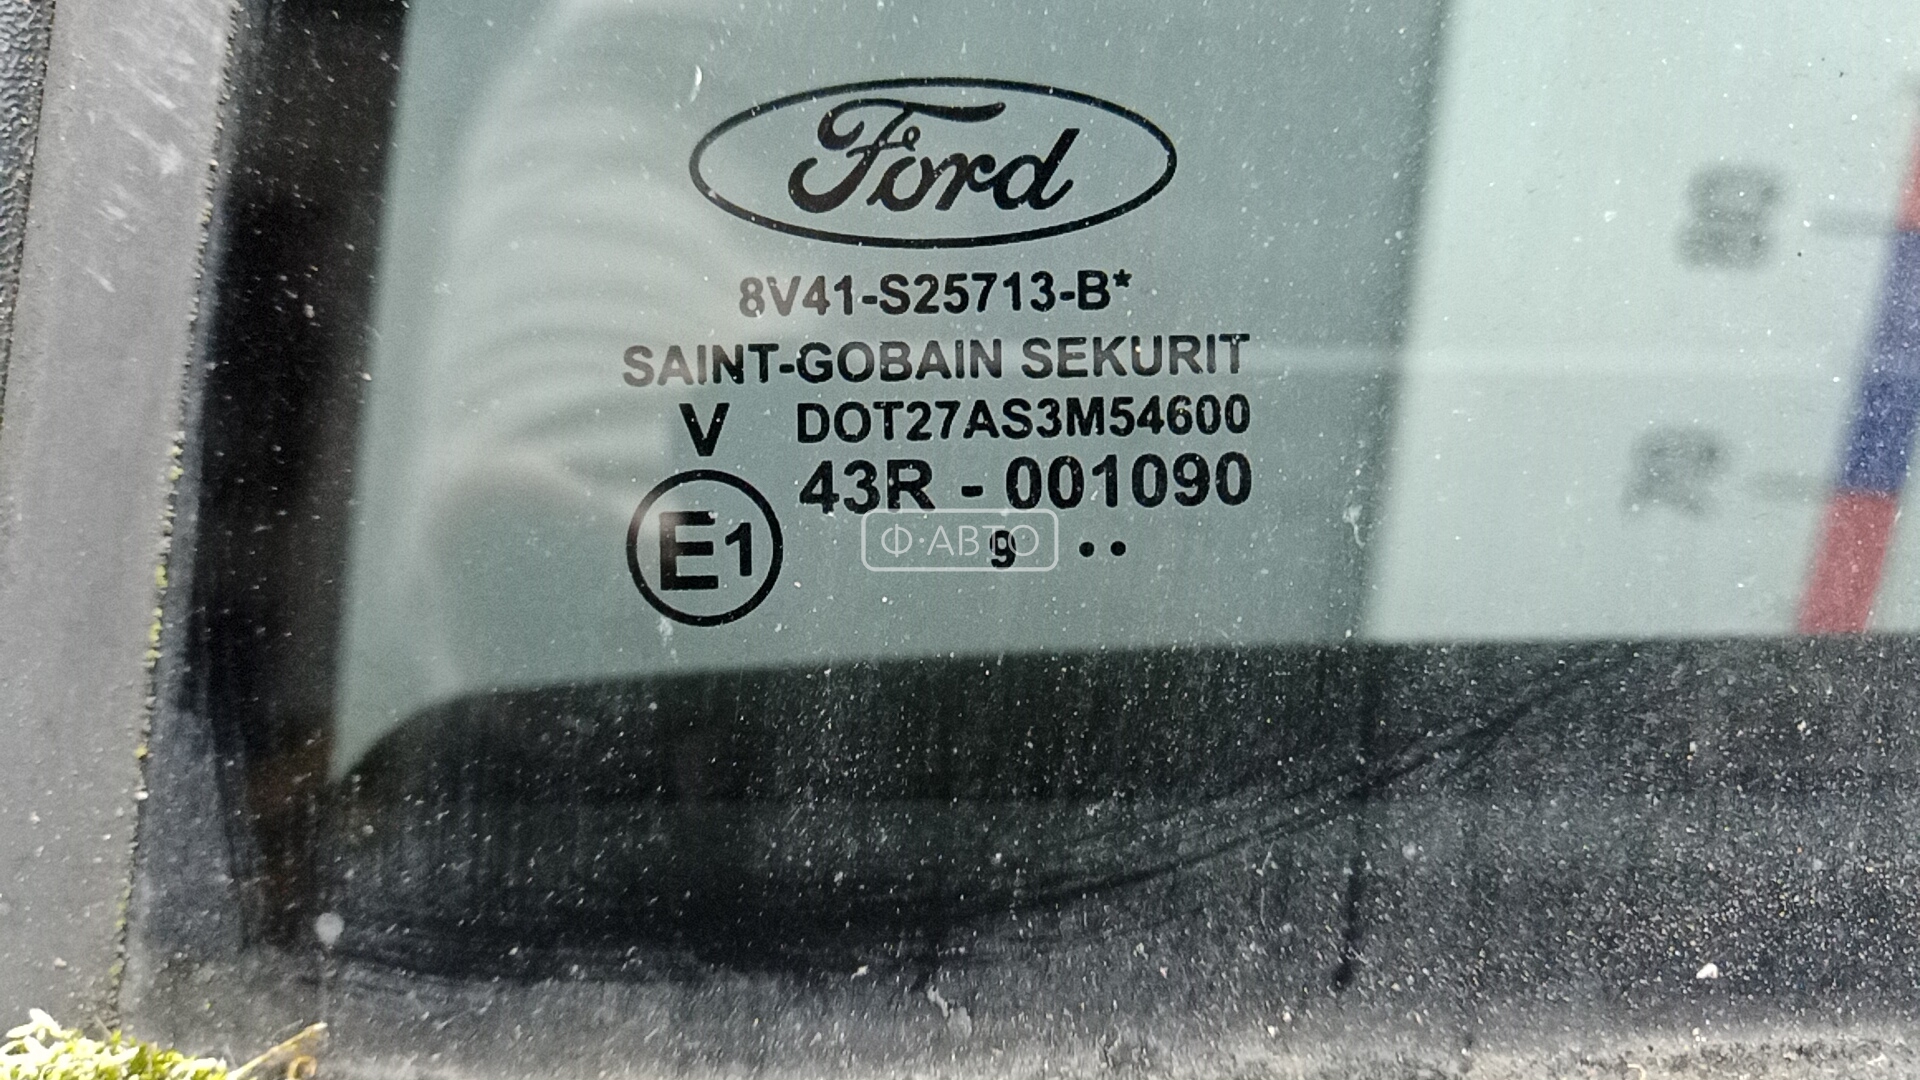 Ford
8V41-S25713-B*
SAINT-GOBAIN SEKURIT
V DOT27AS3M54600
43R - 001090
E1
Ф·АВТО
9 ··